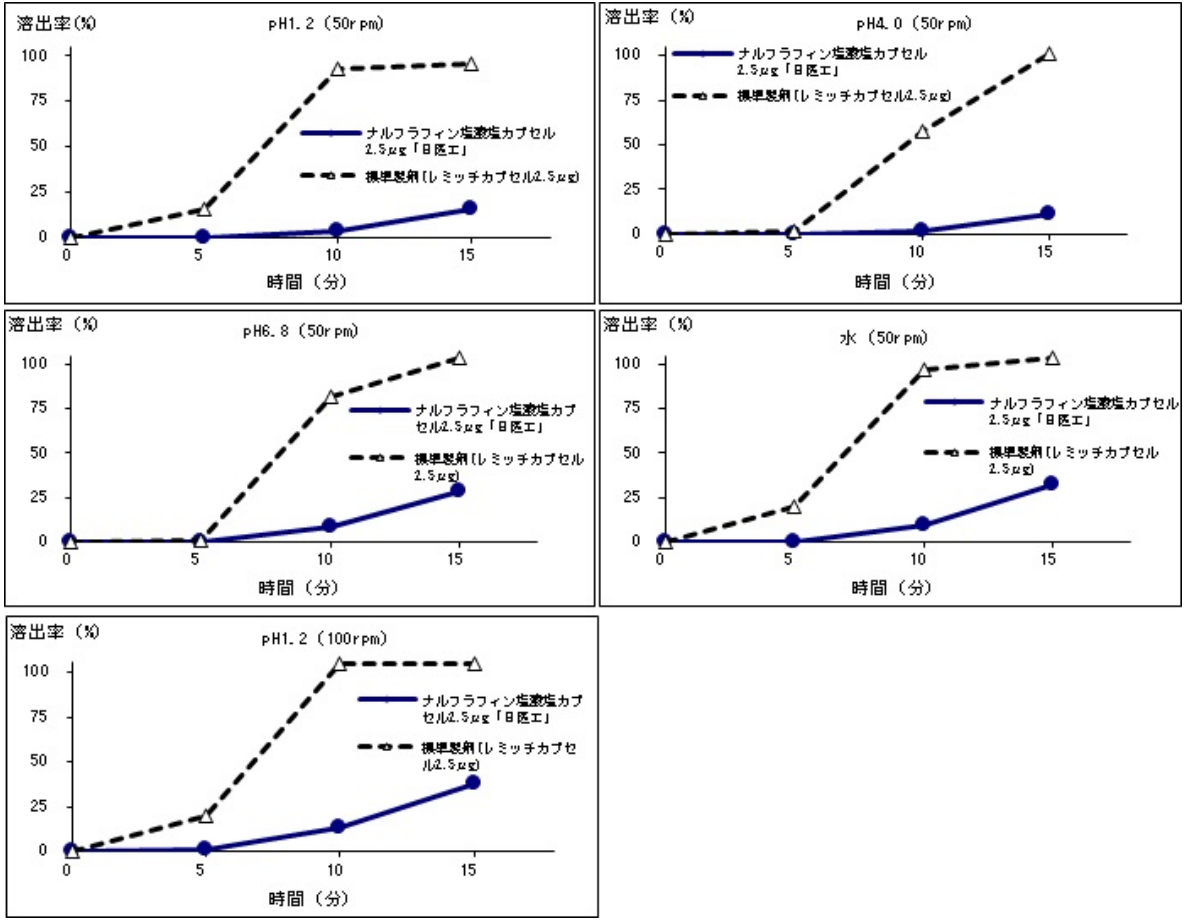 溶出率(%)
pH1.2 (50rpm)
100
75
50
25
0
ナルフラフィン塩酸塩カプセル
2.5μg「日医工」
標準製剤(レミッチカプセル2.5μg)
0 5 10 15
時間 (分)
溶出率 (%)
pH4.0 (50rpm)
100
75
50
25
0
ナルフラフィン塩酸塩カプセル
2.5μg「日医工」
標準製剤(レミッチカプセル2.5μg)
0 5 10 15
時間 (分)
溶出率 (%)
pH6.8 (50rpm)
100
75
50
25
0
ナルフラフィン塩酸塩カプ
セル2.5μg「日医工」
標準製剤(レミッチカプセル
2.5μg)
0 5 10 15
時間 (分)
溶出率 (%)
水 (50rpm)
100
75
50
25
0
ナルフラフィン塩酸塩カプセル
2.5μg「日医工」
標準製剤(レミッチカプセル
2.5μg)
0 5 10 15
時間 (分)
溶出率 (%)
pH1.2 (100rpm)
100
75
50
25
0
ナルフラフィン塩酸塩カプ
セル2.5μg「日医工」
標準製剤(レミッチカプセ
ル2.5μg)
0 5 10 15
時間 (分)